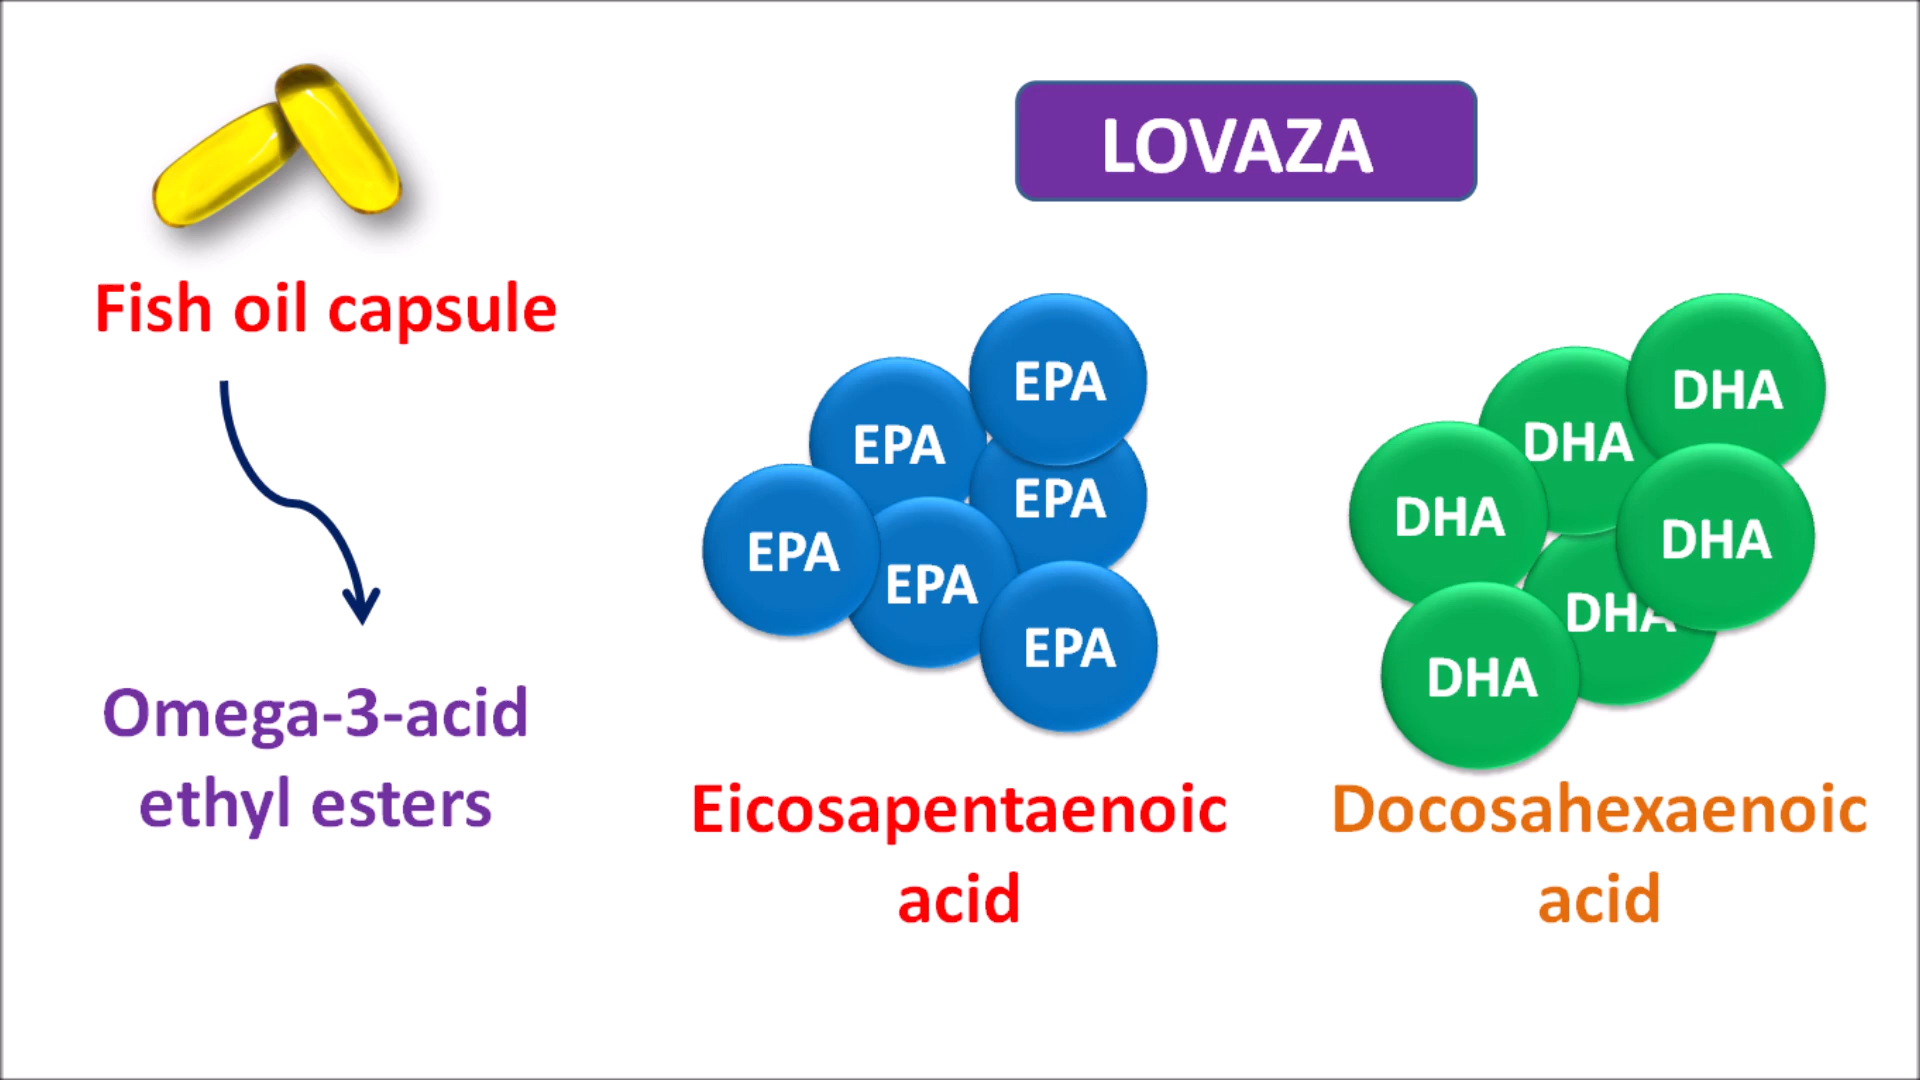 LOVAZA
Fish oil capsule
Omega-3-acid
ethyl esters
EPA
EPA
EPA
EPA
EPA
EPA
Eicosapentaenoic
acid
DHA
DHA
DHA
DHA
DHA
DHA
Docosahexaenoic
acid